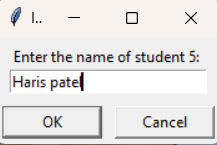 I..
Enter the name of student 5:
Haris patel
OK
Cancel